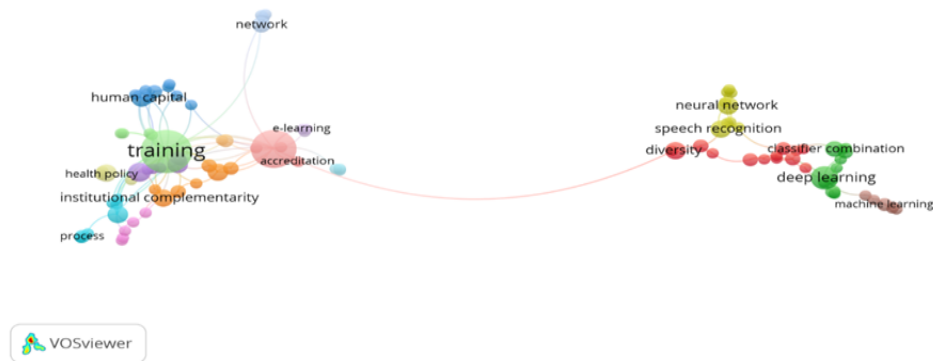 network
human capital
neural network
e-learning
speech recognition
training
diversity
classifier combination
accreditation
health policy
deep learning
institutional complementarity
machine learning
process
VOSviewer